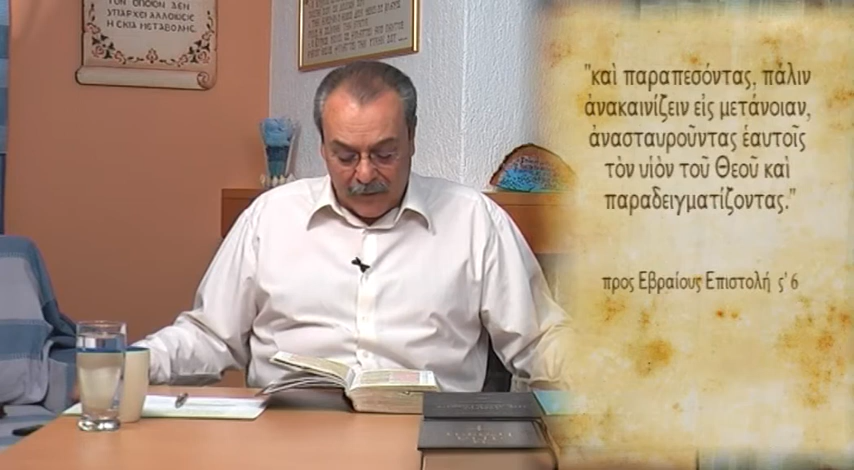 ΤΟΝ ΟΠΟΙΟΝ ΔΕΝ
ΥΠΑΡΧΕΙ ΑΛΛΟΙΩΣΙΣ
Η ΣΚΙΑ ΜΕΤΑΒΟΛΗΣ
"καὶ παραπεσόντας, πάλιν
ἀνακαινίζειν εἰς μετάνοιαν,
ἀνασταυροῦντας ἑαυτοῖς
τὸν υἱὸν τοῦ Θεοῦ καὶ
παραδειγματίζοντας."
προς Εβραίους Επιστολή ς' 6